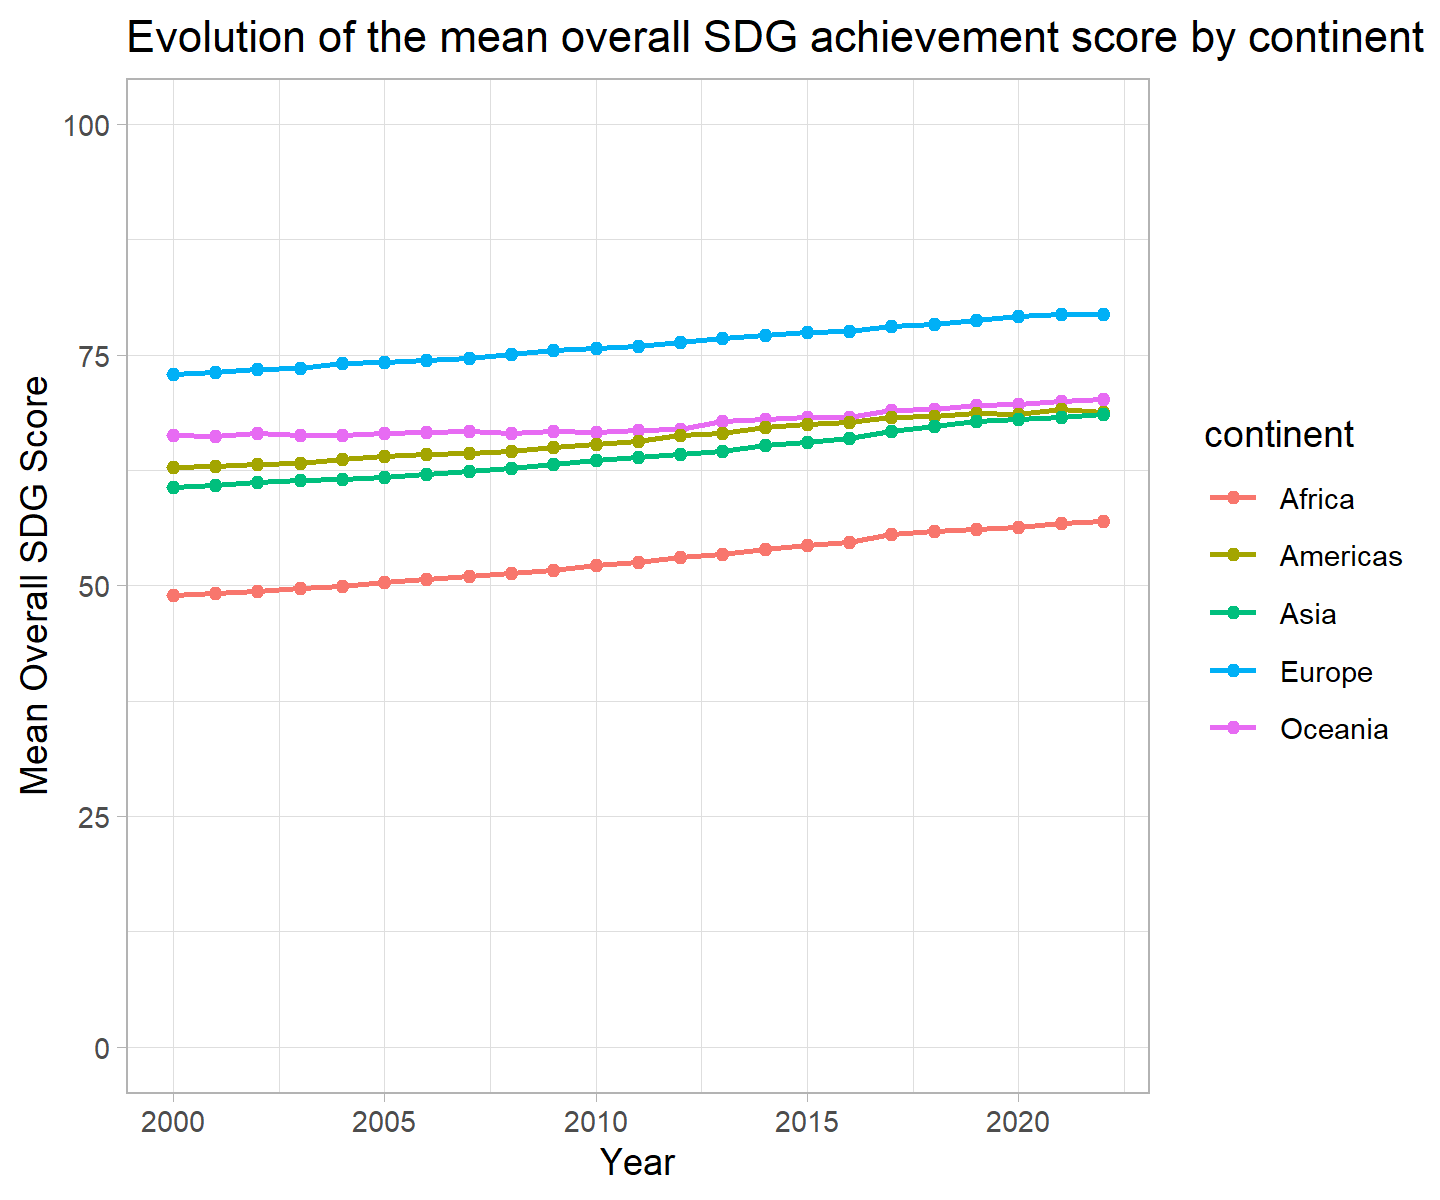 Evolution of the mean overall SDG achievement score by continent
Mean Overall SDG Score
100
75
50
25
0
2000 2005 2010 2015 2020
Year
continent
Africa
Americas
Asia
Europe
Oceania